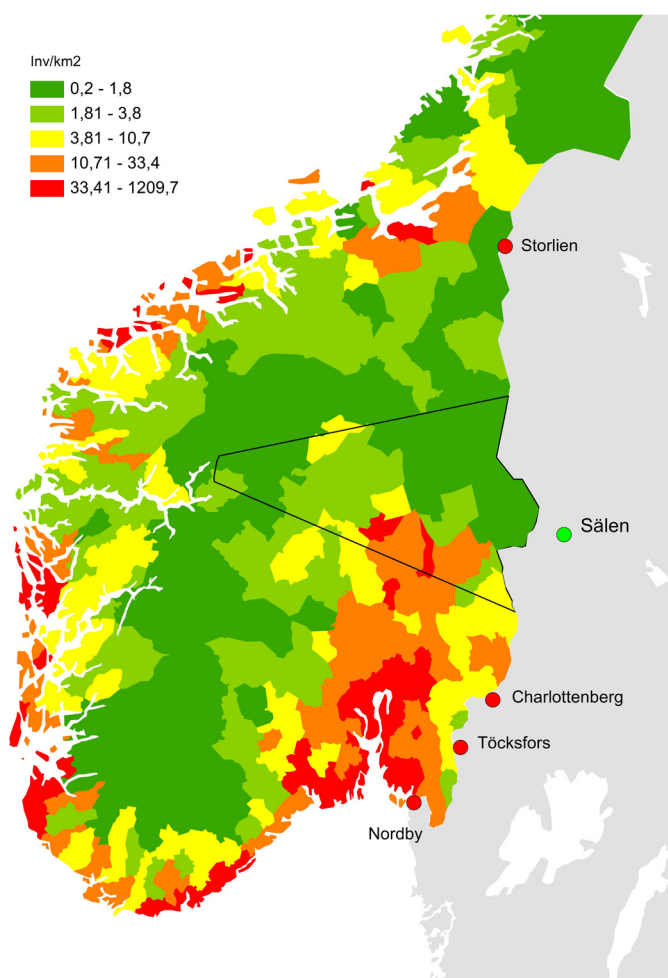 Inv/km2
0,2 - 1,8
1,81 - 3,8
3,81 - 10,7
10,71 - 33,4
33,41 - 1209,7
Storlien
Sälen
Charlottenberg
Töcksfors
Nordby